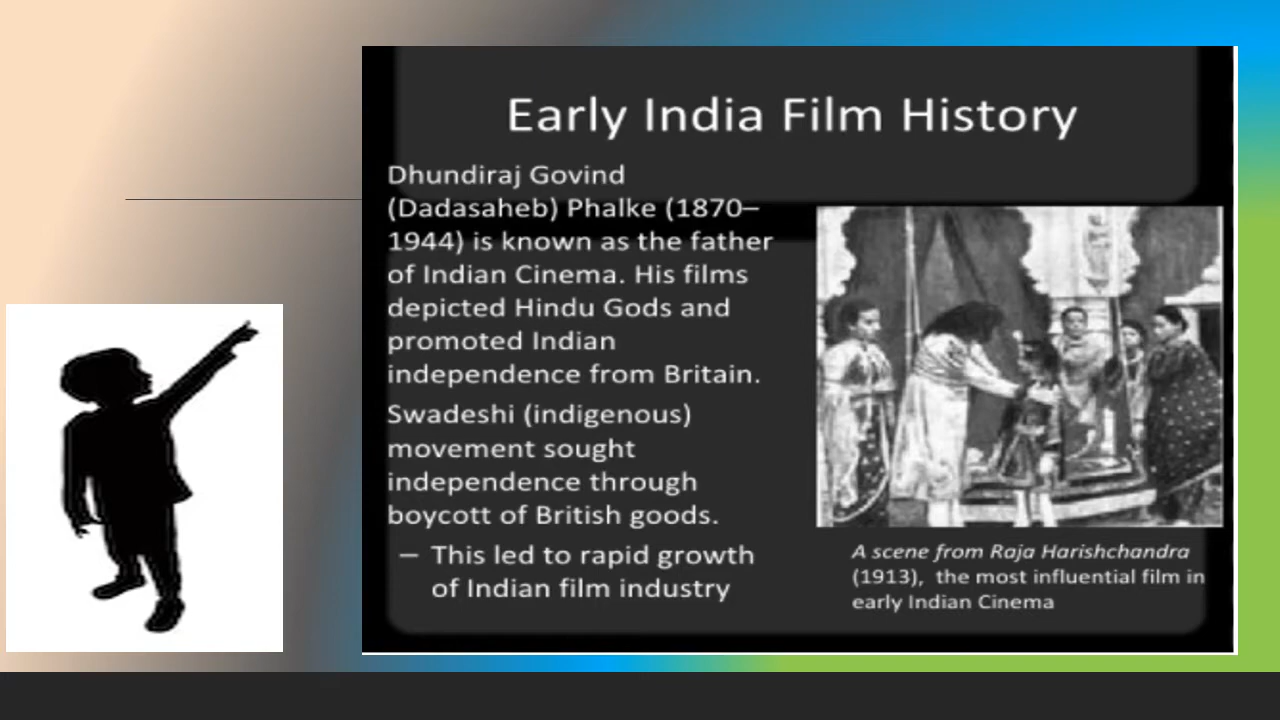 Early India Film History
Dhundiraj Govind
(Dadasaheb) Phalke (1870–
1944) is known as the father
of Indian Cinema. His films
depicted Hindu Gods and
promoted Indian
independence from Britain.
Swadeshi (indigenous)
movement sought
independence through
boycott of British goods.
– This led to rapid growth
of Indian film industry
A scene from Raja Harishchandra
(1913), the most influential film in
early Indian Cinema